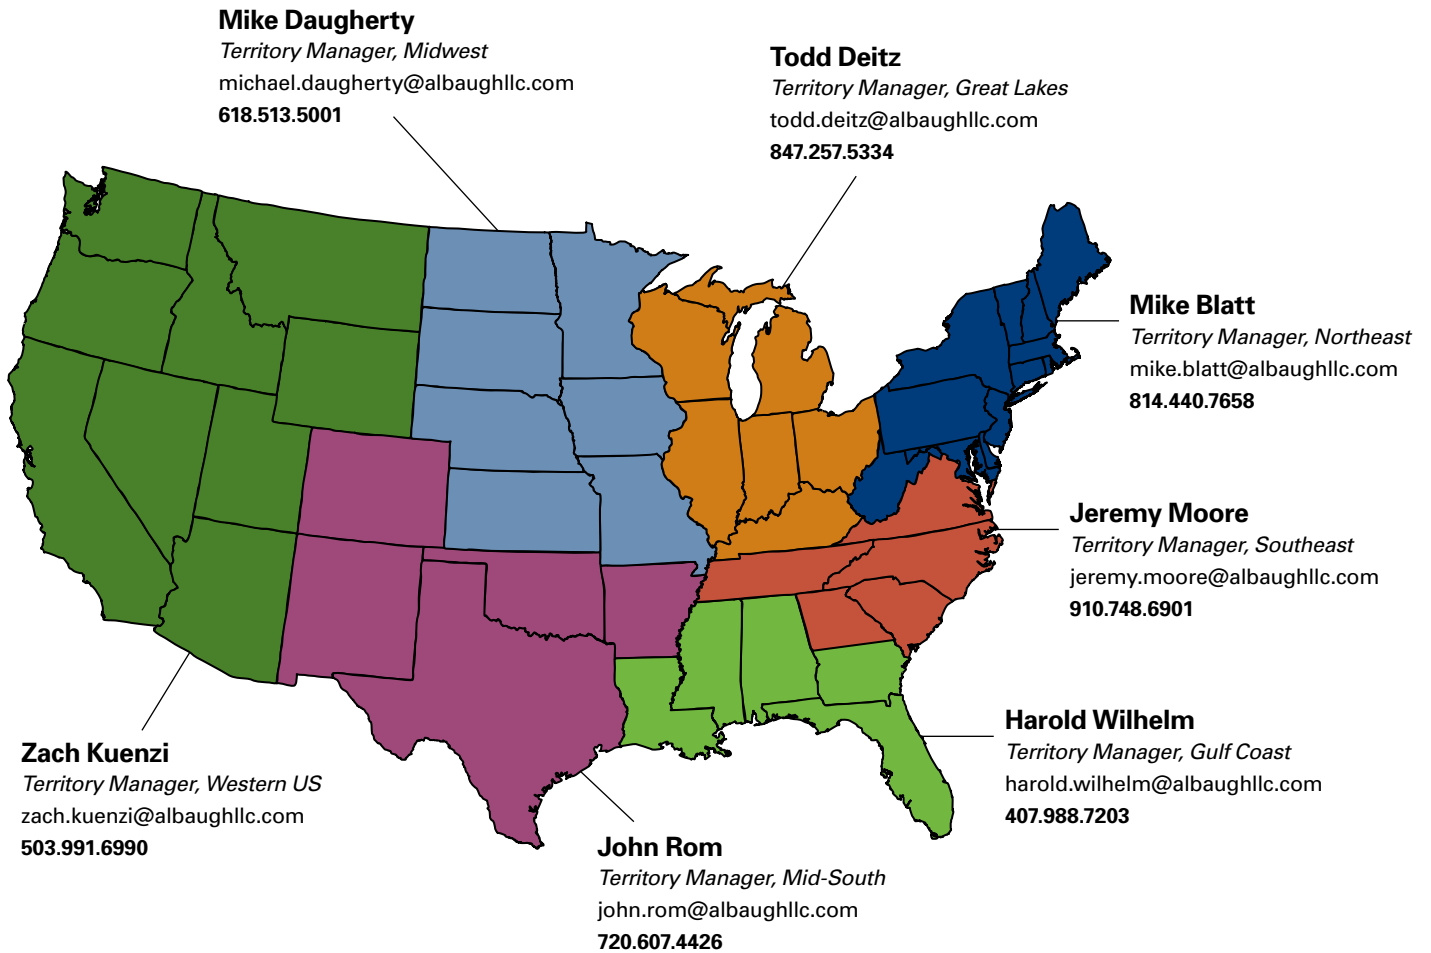 Mike Daugherty
Territory Manager, Midwest
michael.daugherty@albaughllc.com
618.513.5001
Todd Deitz
Territory Manager, Great Lakes
todd.deitz@albaughllc.com
847.257.5334
Mike Blatt
Territory Manager, Northeast
mike.blatt@albaughllc.com
814.440.7658
Jeremy Moore
Territory Manager, Southeast
jeremy.moore@albaughllc.com
910.748.6901
Harold Wilhelm
Territory Manager, Gulf Coast
harold.wilhelm@albaughllc.com
407.988.7203
Zach Kuenzi
Territory Manager, Western US
zach.kuenzi@albaughllc.com
503.991.6990
John Rom
Territory Manager, Mid-South
john.rom@albaughllc.com
720.607.4426